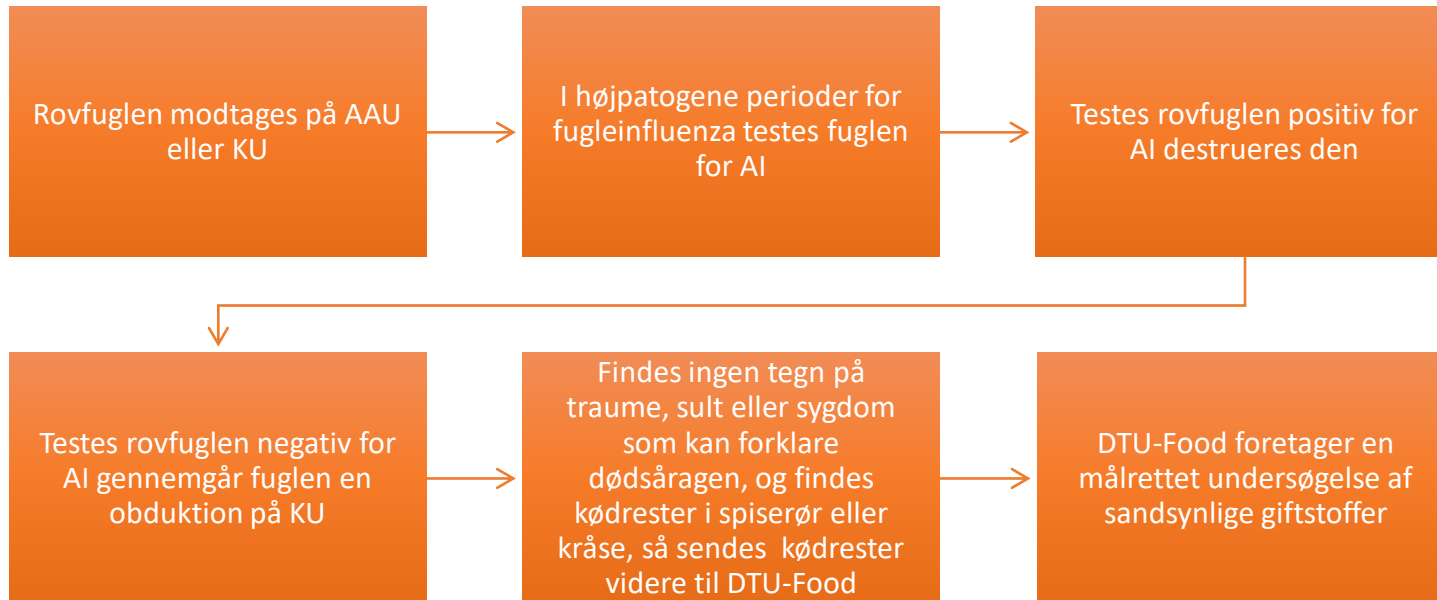 Rovfuglen modtages på AAU
eller KU
I højpatogene perioder for
fugleinfluenza testes fuglen
for AI
Testes rovfuglen positiv for
AI destrueres den
Testes rovfuglen negativ for
AI gennemgår fuglen en
obduktion på KU
Findes ingen tegn på
traume, sult eller sygdom
som kan forklare
dødsåragen, og findes
kødrester i spiserør eller
kråse, så sendes  kødrester
videre til DTU-Food
DTU-Food foretager en
målrettet undersøgelse af
sandsynlige giftstoffer